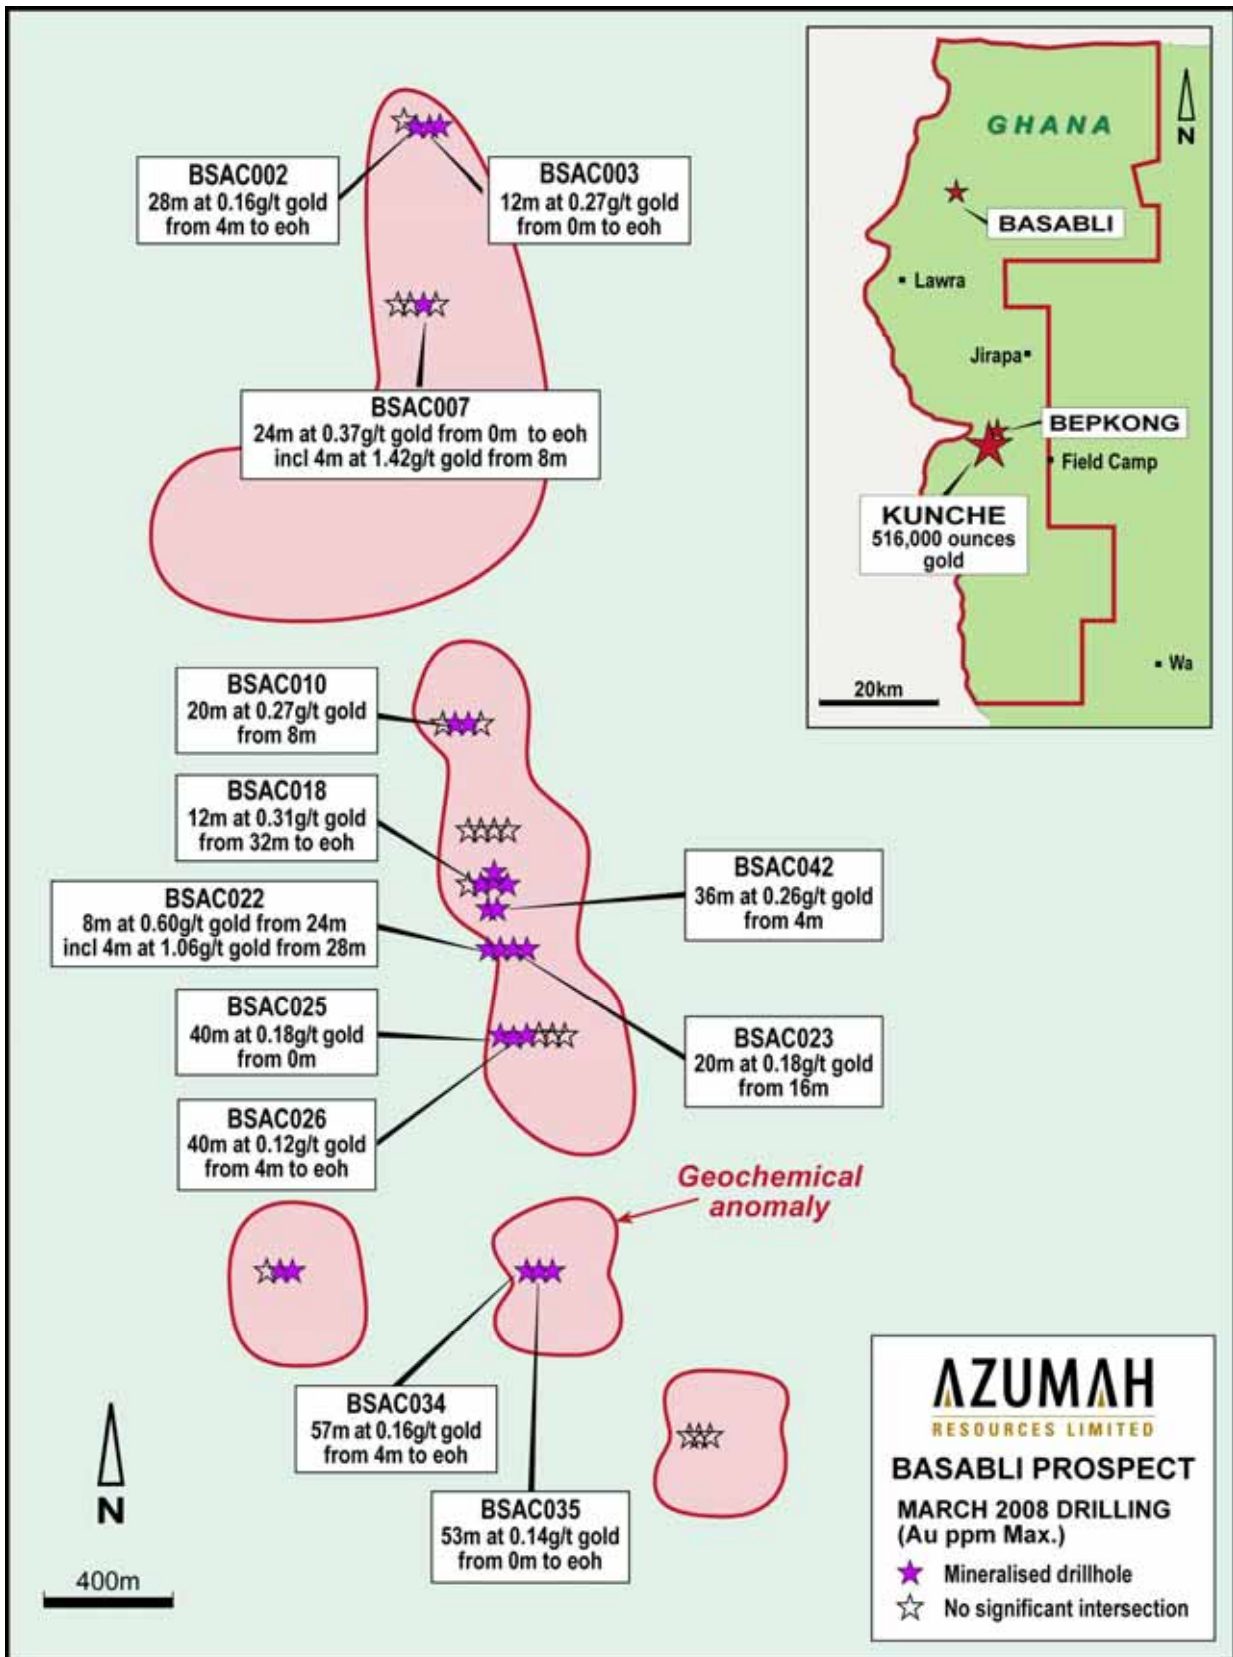 BSAC002
28m at 0.16g/t gold
from 4m to eoh
BSAC003
12m at 0.27g/t gold
from 0m to eoh
BSAC007
24m at 0.37g/t gold from 0m to eoh
incl 4m at 1.42g/t gold from 8m
GHANA
N
BASABLI
Lawra
Jirapa
BEPKONG
Field Camp
KUNCHE
516,000 ounces
gold
Wa
20km
BSAC010
20m at 0.27g/t gold
from 8m
BSAC018
12m at 0.31g/t gold
from 32m to eoh
BSAC022
8m at 0.60g/t gold from 24m
incl 4m at 1.06g/t gold from 28m
BSAC042
36m at 0.26g/t gold
from 4m
BSAC025
40m at 0.18g/t gold
from 0m
BSAC023
20m at 0.18g/t gold
from 16m
BSAC026
40m at 0.12g/t gold
from 4m to eoh
Geochemical
anomaly
BSAC034
57m at 0.16g/t gold
from 4m to eoh
BSAC035
53m at 0.14g/t gold
from 0m to eoh
N
400m
AZUMAH
RESOURCES LIMITED
BASABLI PROSPECT
MARCH 2008 DRILLING
(Au ppm Max.)
Mineralised drillhole
No significant intersection